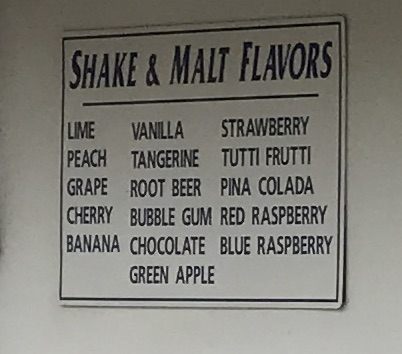 SHAKE & MALT FLAVORS
LIME VANILLA STRAWBERRY
PEACH TANGERINE TUTTI FRUTTI
GRAPE ROOT BEER PINA COLADA
CHERRY BUBBLE GUM RED RASPBERRY
BANANA CHOCOLATE BLUE RASPBERRY
GREEN APPLE